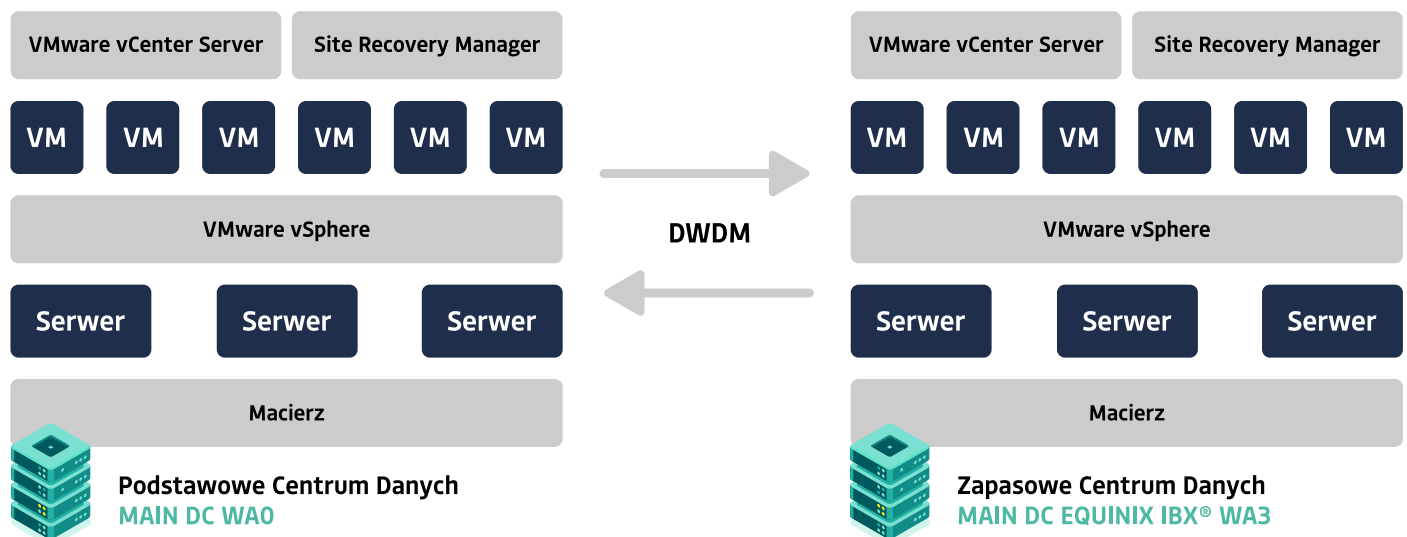 VMware vCenter Server
Site Recovery Manager
VM VM VM VM VM VM
VMware vSphere
Serwer Serwer Serwer
Macierz
Podstawowe Centrum Danych
MAIN DC WA0
DWDM
VMware vCenter Server
Site Recovery Manager
VM VM VM VM VM VM
VMware vSphere
Serwer Serwer Serwer
Macierz
Zapasowe Centrum Danych
MAIN DC EQUINIX IBX® WA3